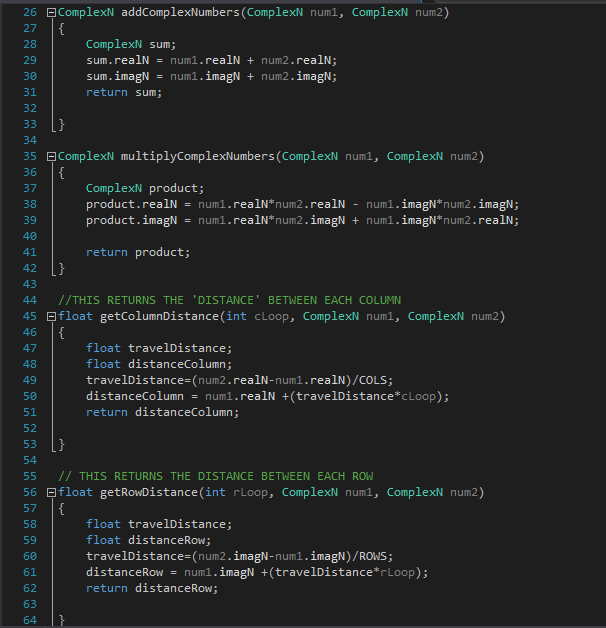 26 ComplexN addComplexNumbers(ComplexN num1, ComplexN num2)
27 {
28     ComplexN sum;
29     sum.realN = num1.realN + num2.realN;
30     sum.imagN = num1.imagN + num2.imagN;
31     return sum;
32
33 }
34
35 ComplexN multiplyComplexNumbers(ComplexN num1, ComplexN num2)
36 {
37     ComplexN product;
38     product.realN = num1.realN*num2.realN - num1.imagN*num2.imagN;
39     product.imagN = num1.realN*num2.imagN + num1.imagN*num2.realN;
40
41     return product;
42 }
43
44 //THIS RETURNS THE 'DISTANCE' BETWEEN EACH COLUMN
45 float getColumnDistance(int cLoop, ComplexN num1, ComplexN num2)
46 {
47     float travelDistance;
48     float distanceColumn;
49     travelDistance=(num2.realN-num1.realN)/COLS;
50     distanceColumn = num1.realN +(travelDistance*cLoop);
51     return distanceColumn;
52
53 }
54
55 // THIS RETURNS THE DISTANCE BETWEEN EACH ROW
56 float getRowDistance(int rLoop, ComplexN num1, ComplexN num2)
57 {
58     float travelDistance;
59     float distanceRow;
60     travelDistance=(num2.imagN-num1.imagN)/ROWS;
61     distanceRow = num1.imagN +(travelDistance*rLoop);
62     return distanceRow;
63
64 }